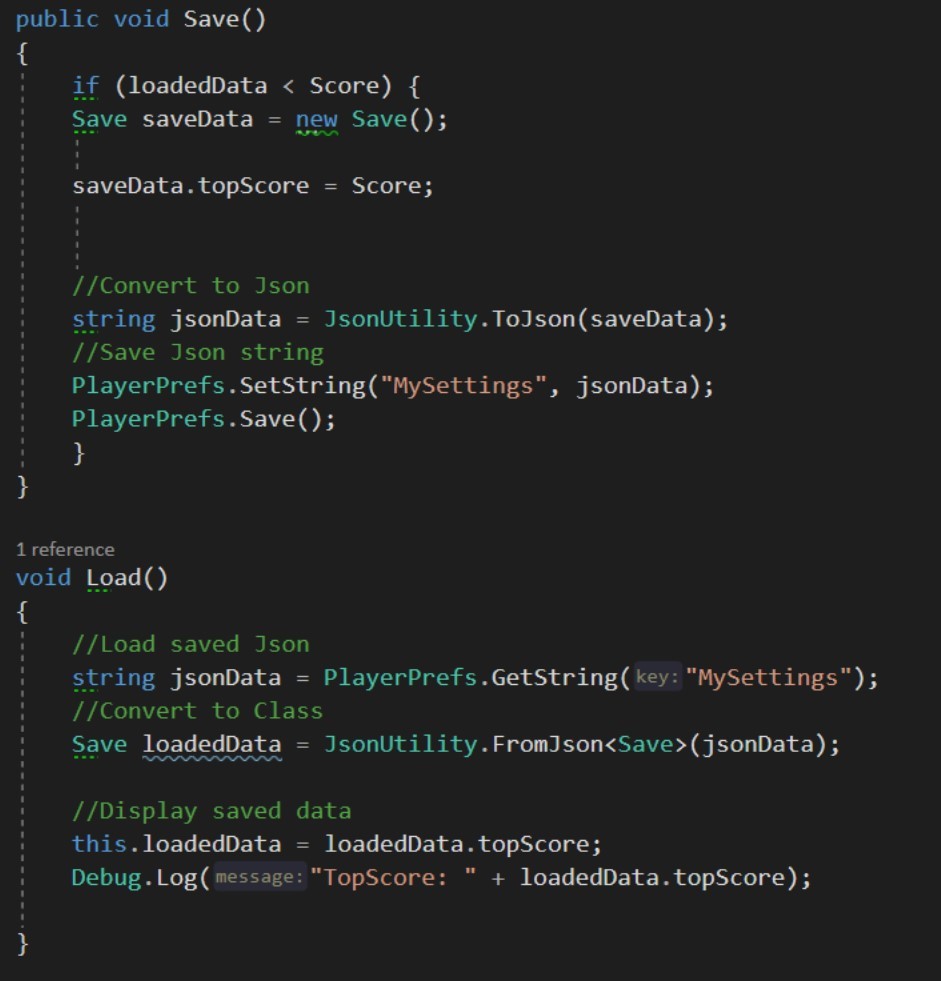 public void Save()
{
if (loadedData < Score) {
Save saveData = new Save();
saveData.topScore = Score;
//Convert to Json
string jsonData = JsonUtility.ToJson(saveData);
//Save Json string
PlayerPrefs.SetString("MySettings", jsonData);
PlayerPrefs.Save();
}
}
1 reference
void Load()
{
//Load saved Json
string jsonData = PlayerPrefs.GetString(key:"MySettings");
//Convert to Class
Save loadedData = JsonUtility.FromJson<Save>(jsonData);
//Display saved data
this.loadedData = loadedData.topScore;
Debug.Log(message:"TopScore: " + loadedData.topScore);
}